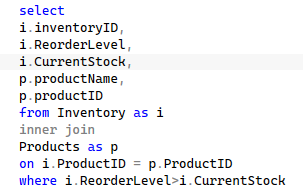 select
i.inventoryID,
i.ReorderLevel,
i.CurrentStock,
p.productName,
p.productID
from Inventory as i
inner join
Products as p
on i.ProductID = p.ProductID
where i.ReorderLevel>i.CurrentStock